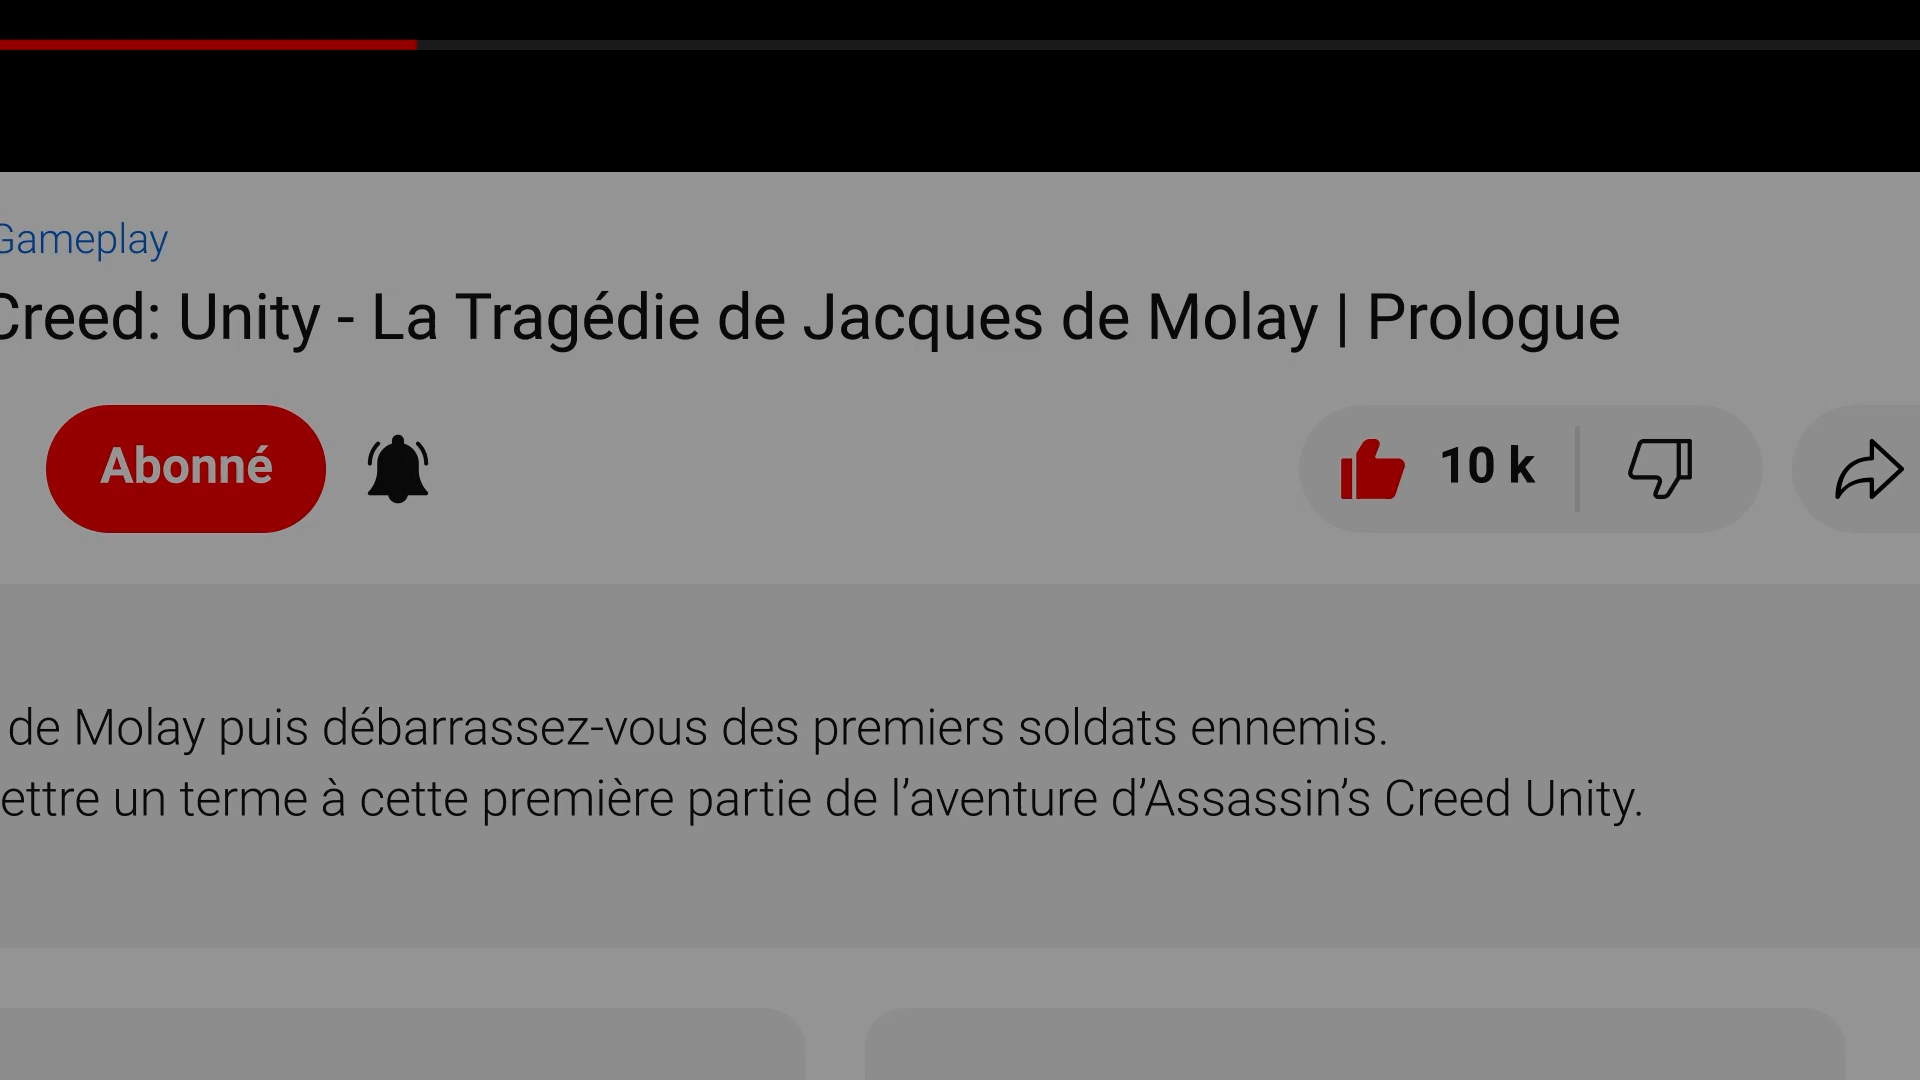 Gameplay
Creed: Unity - La Tragédie de Jacques de Molay | Prologue
Abonné
10 k
de Molay puis débarrassez-vous des premiers soldats ennemis.
ettre un terme à cette première partie de l’aventure d’Assassin’s Creed Unity.